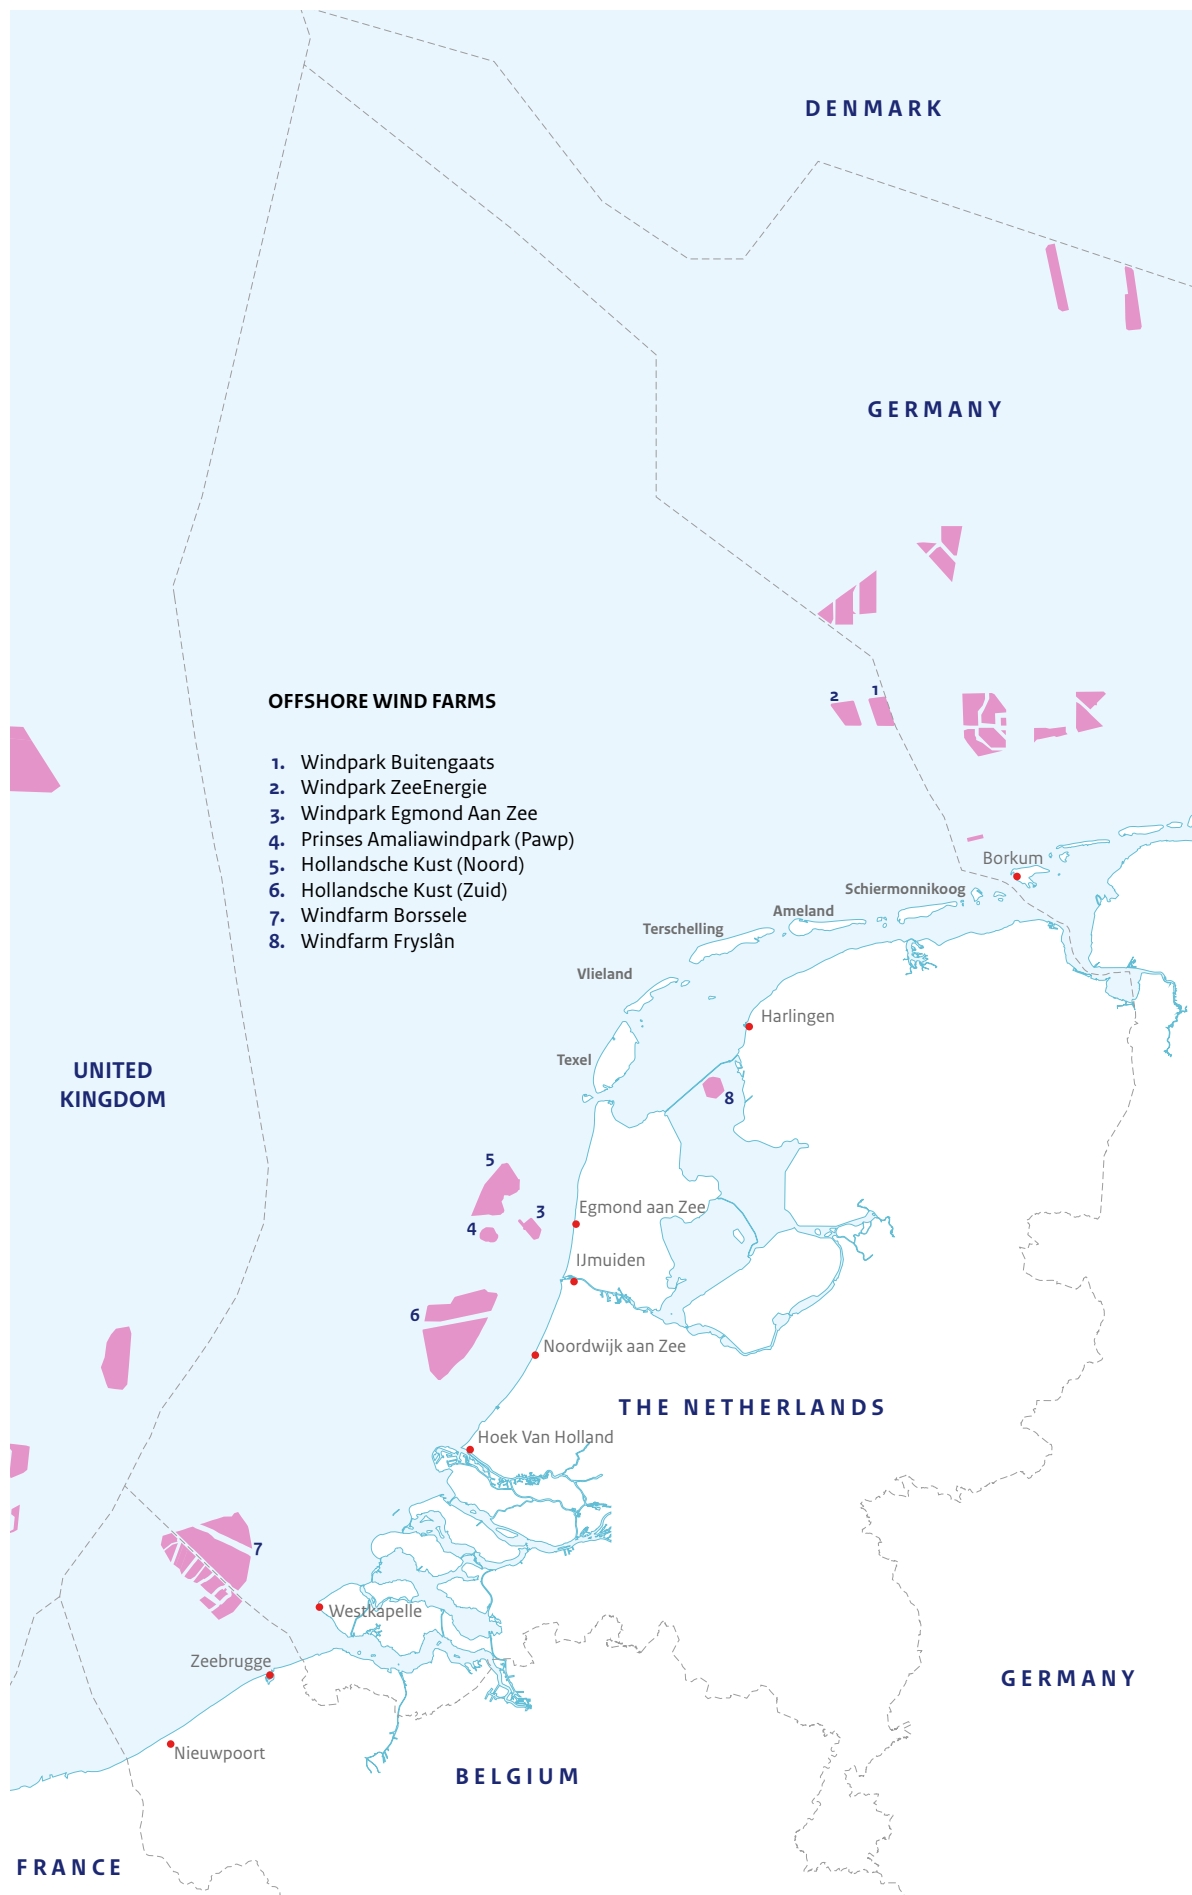 DENMARK
GERMANY
2
1
OFFSHORE WIND FARMS
1. Windpark Buitengaats
2. Windpark ZeeEnergie
3. Windpark Egmond Aan Zee
4. Prinses Amaliawindpark (Pawp)
5. Hollandsche Kust (Noord)
6. Hollandsche Kust (Zuid)
7. Windfarm Borssele
8. Windfarm Fryslân
Borkum
Schiermonnikoog
Ameland
Terschelling
Vlieland
Harlingen
Texel
UNITED
KINGDOM
8
5
3
4
Egmond aan Zee
IJmuiden
6
Noordwijk aan Zee
THE NETHERLANDS
Hoek Van Holland
7
Westkapelle
Zeebrugge
GERMANY
Nieuwpoort
BELGIUM
FRANCE